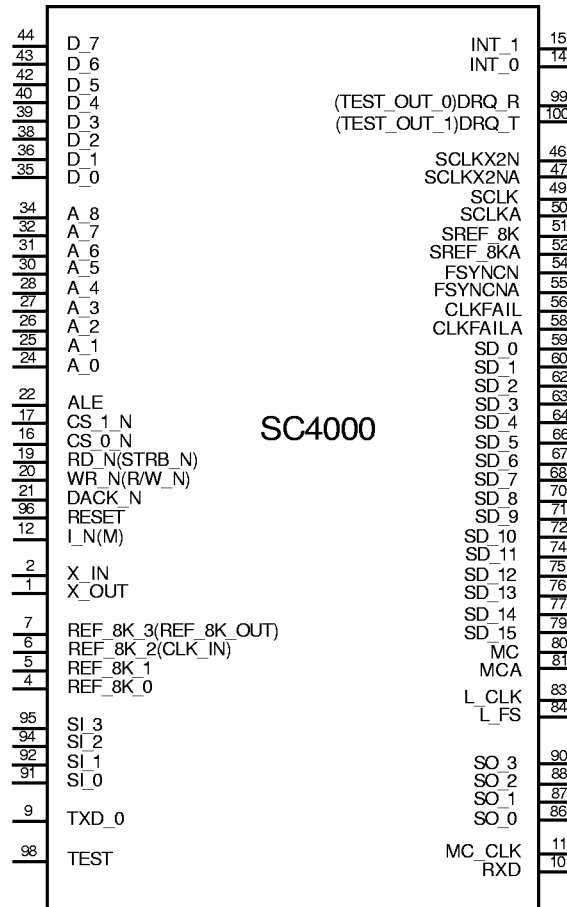 44 D_7
43 D_6
42 D_5
40 D_4
39 D_3
38 D_2
36 D_1
35 D_0
34 A_8
32 A_7
31 A_6
30 A_5
28 A_4
27 A_3
26 A_2
25 A_1
24 A_0
22 ALE
17 CS_1_N
16 CS_0_N
19 RD_N(STRB_N)
20 WR_N(R/W_N)
21 DACK_N
96 RESET
12 I_N(M)
2 X_IN
1 X_OUT
7 REF_8K_3(REF_8K_OUT)
6 REF_8K_2(CLK_IN)
5 REF_8K_1
4 REF_8K_0
95 SI_3
94 SI_2
92 SI_1
91 SI_0
9 TXD_0
98 TEST
SC4000
INT_1 15
INT_0 14
(TEST_OUT_0)DRQ_R 99
(TEST_OUT_1)DRQ_T 100
SCLKX2N 46
SCLKX2NA 47
SCLK 49
SCLKA 50
SREF_8K 51
SREF_8KA 52
FSYNCN 54
FSYNCNA 55
CLKFAIL 56
CLKFAILA 58
SD_0 59
SD_1 60
SD_2 62
SD_3 63
SD_4 64
SD_5 66
SD_6 67
SD_7 68
SD_8 70
SD_9 71
SD_10 72
SD_11 74
SD_12 75
SD_13 76
SD_14 77
SD_15 79
MC 80
MCA 81
L_CLK 83
L_FS 84
SO_3 90
SO_2 88
SO_1 87
SO_0 86
MC_CLK 11
RXD 10